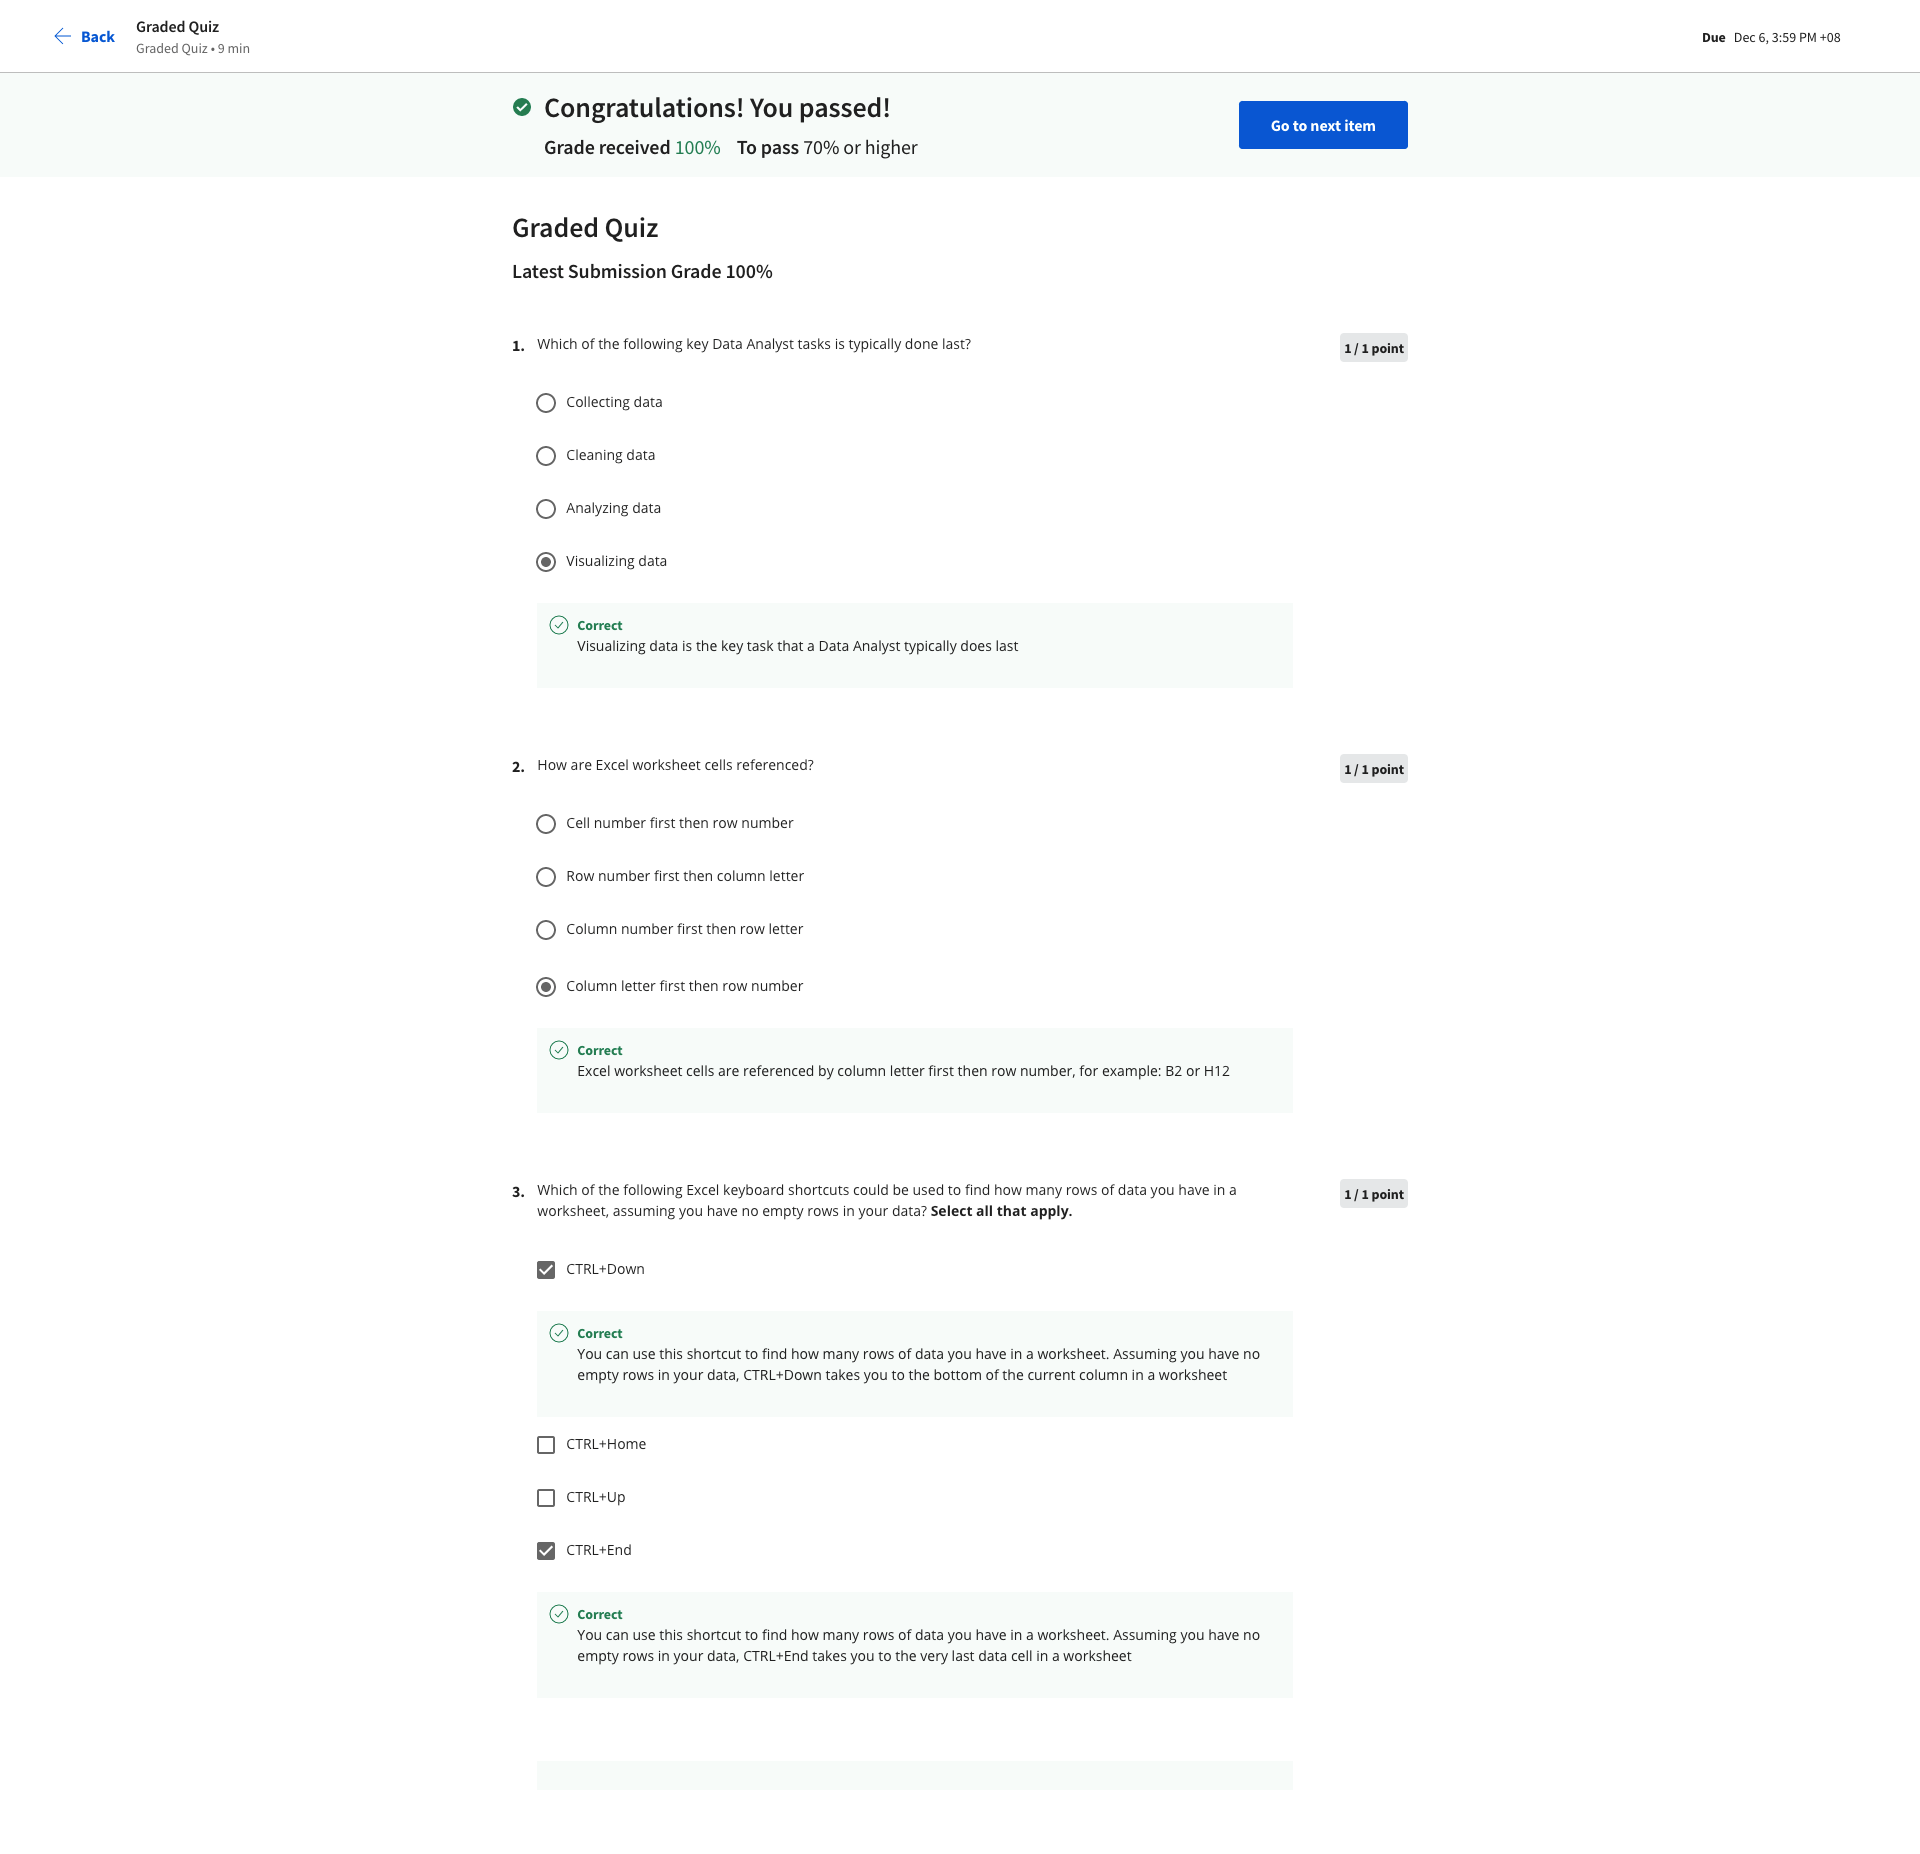 Back
Graded Quiz
Graded Quiz • 9 min
Due Dec 6, 3:59 PM +08
Congratulations! You passed!
Grade received 100% To pass 70% or higher
Go to next item
Graded Quiz
Latest Submission Grade 100%
1. Which of the following key Data Analyst tasks is typically done last?
1 / 1 point
Collecting data
Cleaning data
Analyzing data
Visualizing data
Correct
Visualizing data is the key task that a Data Analyst typically does last
2. How are Excel worksheet cells referenced?
1 / 1 point
Cell number first then row number
Row number first then column letter
Column number first then row letter
Column letter first then row number
Correct
Excel worksheet cells are referenced by column letter first then row number, for example: B2 or H12
3. Which of the following Excel keyboard shortcuts could be used to find how many rows of data you have in a
worksheet, assuming you have no empty rows in your data? Select all that apply.
1 / 1 point
CTRL+Down
Correct
You can use this shortcut to find how many rows of data you have in a worksheet. Assuming you have no
empty rows in your data, CTRL+Down takes you to the bottom of the current column in a worksheet
CTRL+Home
CTRL+Up
CTRL+End
Correct
You can use this shortcut to find how many rows of data you have in a worksheet. Assuming you have no
empty rows in your data, CTRL+End takes you to the very last data cell in a worksheet